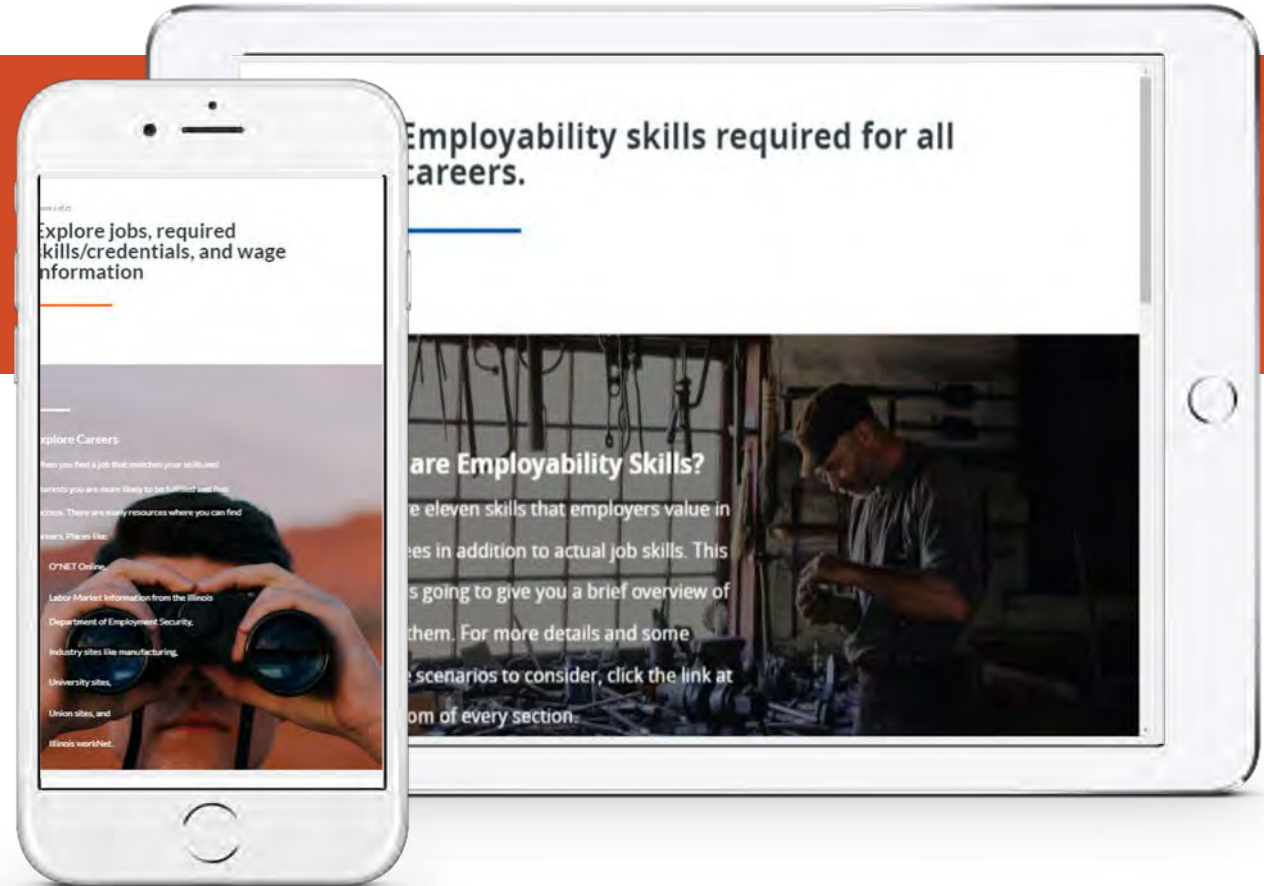 Explore jobs, required
skills/credentials, and wage
information
xplore Careers
hen you find a job that matches your skills and
terests you are more likely to be fulfilled and find
ccess. There are many resources where you can find
areers. Places like:
O*NET Online,
Labor Market Information from the Illinois
Department of Employment Security,
Industry sites like manufacturing,
University sites,
Union sites, and
Illinois workNet.
Employability skills required for all
careers.
are Employability Skills?
re eleven skills that employers value in
ees in addition to actual job skills. This
s going to give you a brief overview of
them. For more details and some
scenarios to consider, click the link at
om of every section.